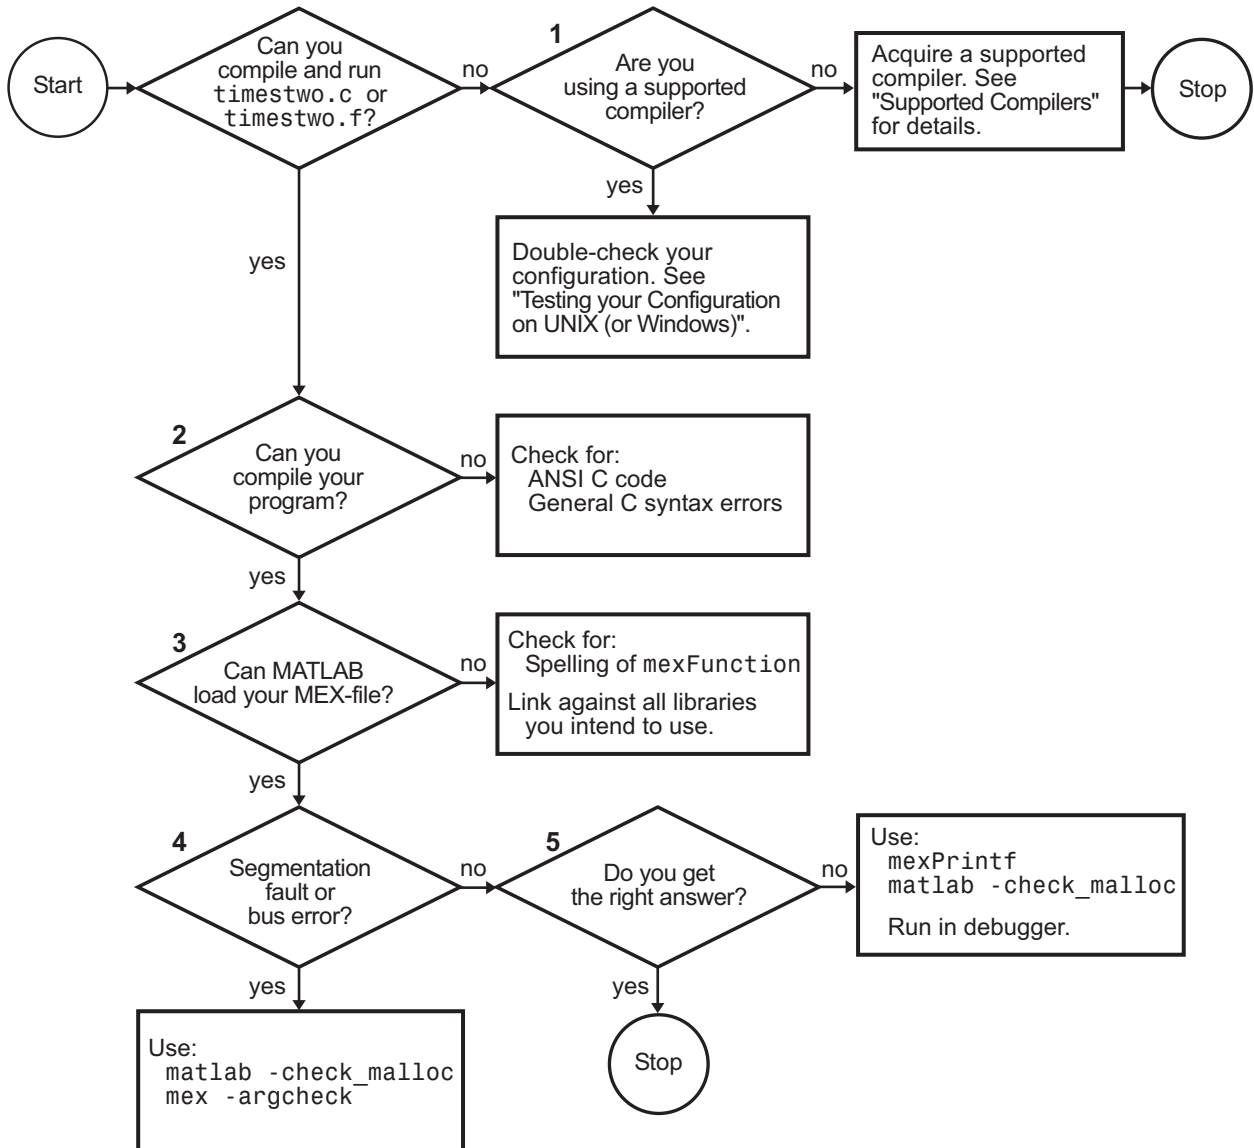 Start
Can you
compile and run
timestwo.c or
timestwo.f?
no
1
Are you
using a supported
compiler?
no
Acquire a supported
compiler. See
"Supported Compilers"
for details.
Stop
yes
Double-check your
configuration. See
"Testing your Configuration
on UNIX (or Windows)".
yes
2
Can you
compile your
program?
no
Check for:
ANSI C code
General C syntax errors
yes
3
Can MATLAB
load your MEX-file?
no
Check for:
Spelling of mexFunction
Link against all libraries
you intend to use.
yes
4
Segmentation
fault or
bus error?
no
5
Do you get
the right answer?
no
Use:
mexPrintf
matlab -check_malloc
Run in debugger.
yes
Use:
matlab -check_malloc
mex -argcheck
yes
Stop